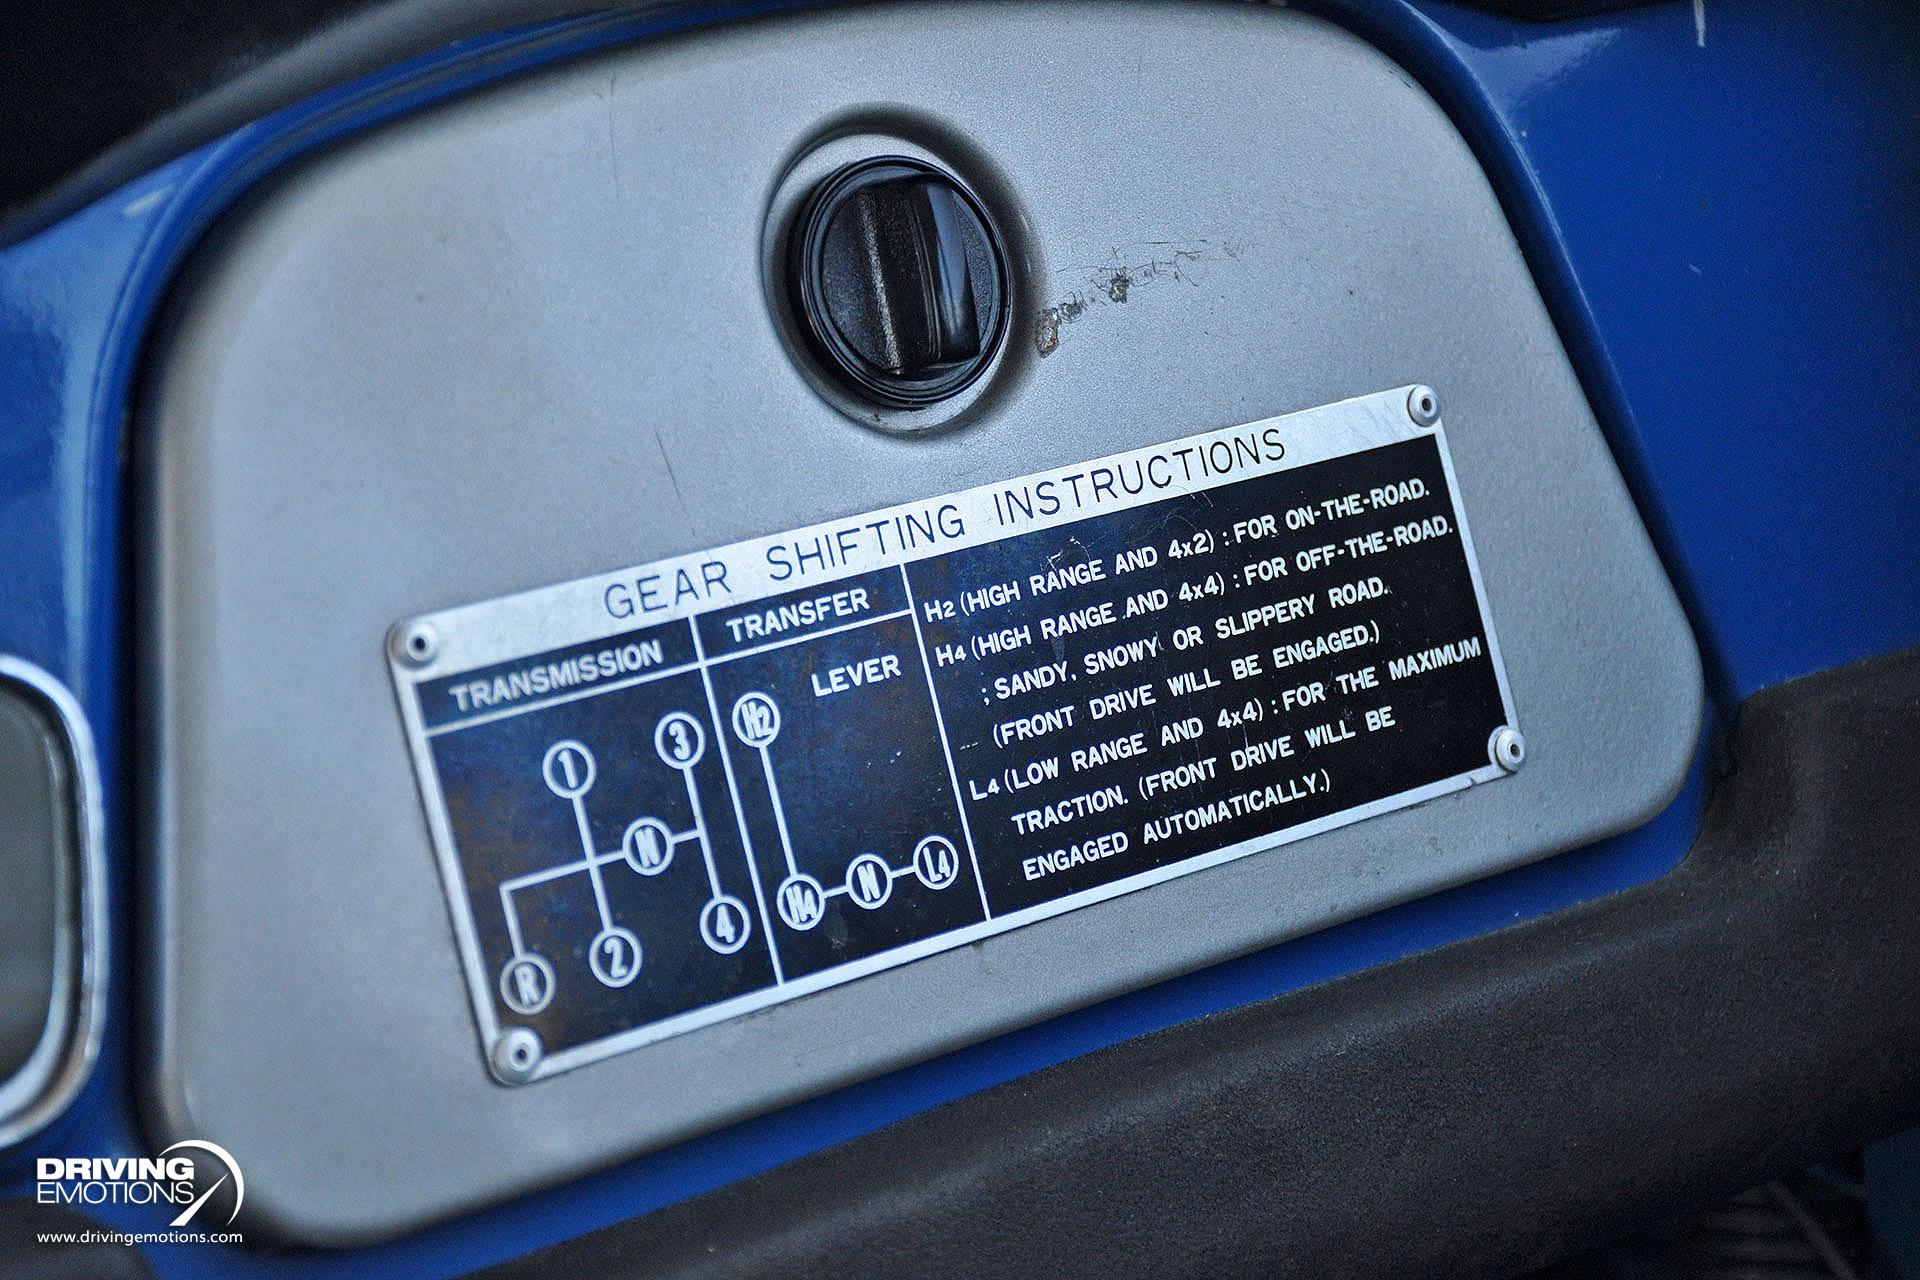 GEAR SHIFTING INSTRUCTIONS
TRANSMISSION
1
3
N
R
2
4
TRANSFER
LEVER
H2
H4
N
L4
H2 (HIGH RANGE AND 4x2) : FOR ON-THE-ROAD.
H4 (HIGH RANGE AND 4x4) : FOR OFF-THE-ROAD.
; SANDY, SNOWY OR SLIPPERY ROAD.
(FRONT DRIVE WILL BE ENGAGED.)
L4 (LOW RANGE AND 4x4) : FOR THE MAXIMUM
TRACTION. (FRONT DRIVE WILL BE
ENGAGED AUTOMATICALLY.)
DRIVING
EMOTIONS
www.drivingemotions.com